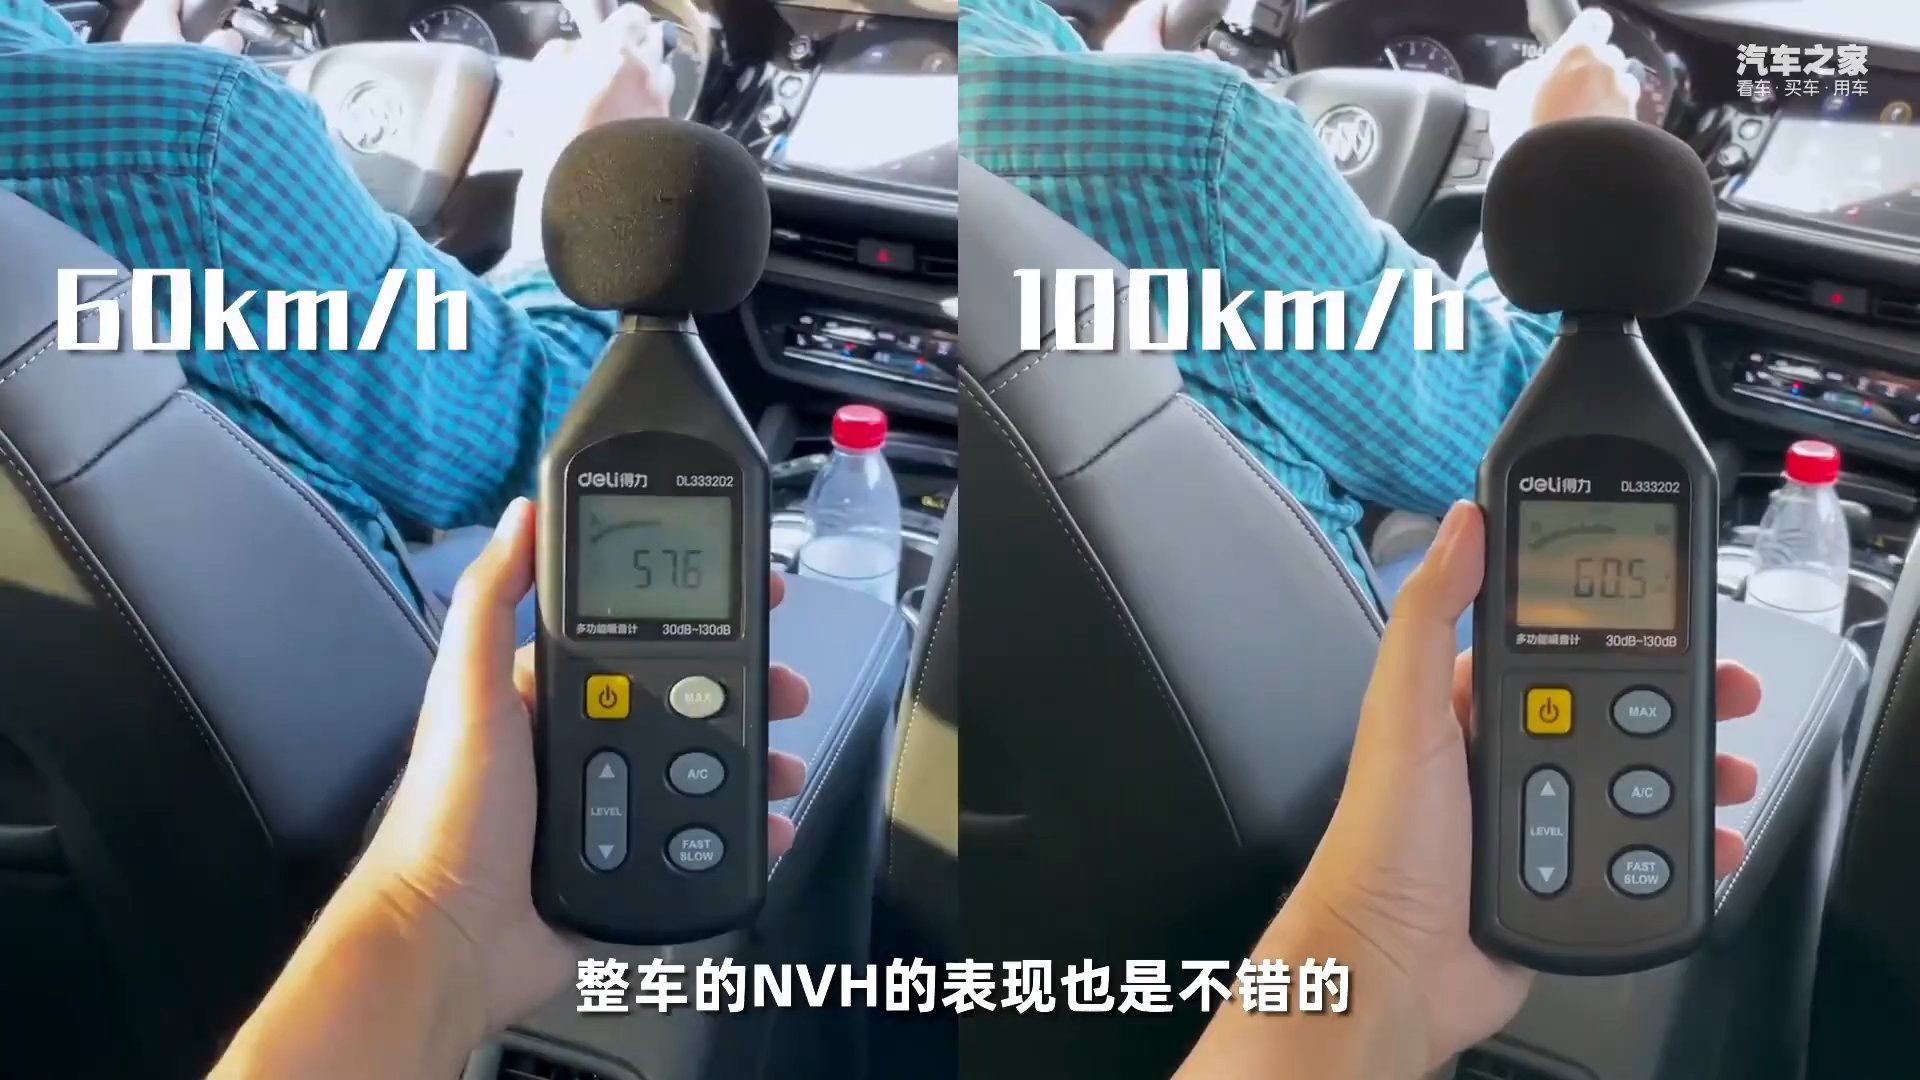 汽车之家
看车·买车·用车
60km/h
deli得力 DL333202
57.6
多功能噪音计 30dB~130dB
MAX
A/C
LEVEL
FAST
SLOW
100km/h
deli得力 DL333202
60.5
多功能噪音计 30dB~130dB
MAX
A/C
LEVEL
FAST
SLOW
整车的NVH的表现也是不错的